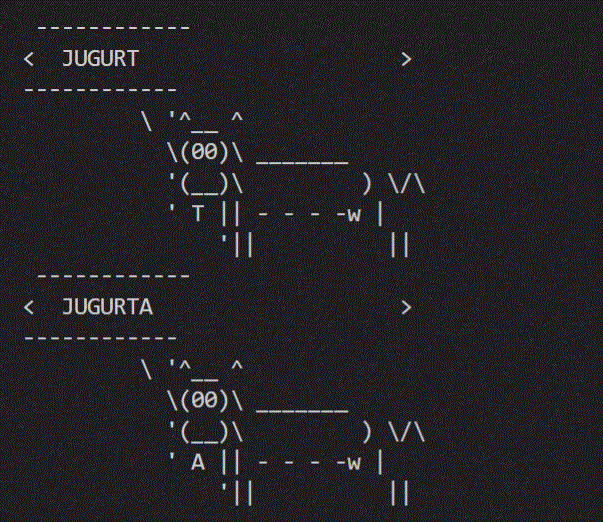 ------------
<  JUGURT                    >
------------
         \ '^__ ^
           \(00)\ _______
           '(__)\         ) \/\
           ' T || - - - -w |
               '||          ||
 ------------
<  JUGURTA                   >
------------
         \ '^__ ^
           \(00)\ _______
           '(__)\         ) \/\
           ' A || - - - -w |
               '||          ||